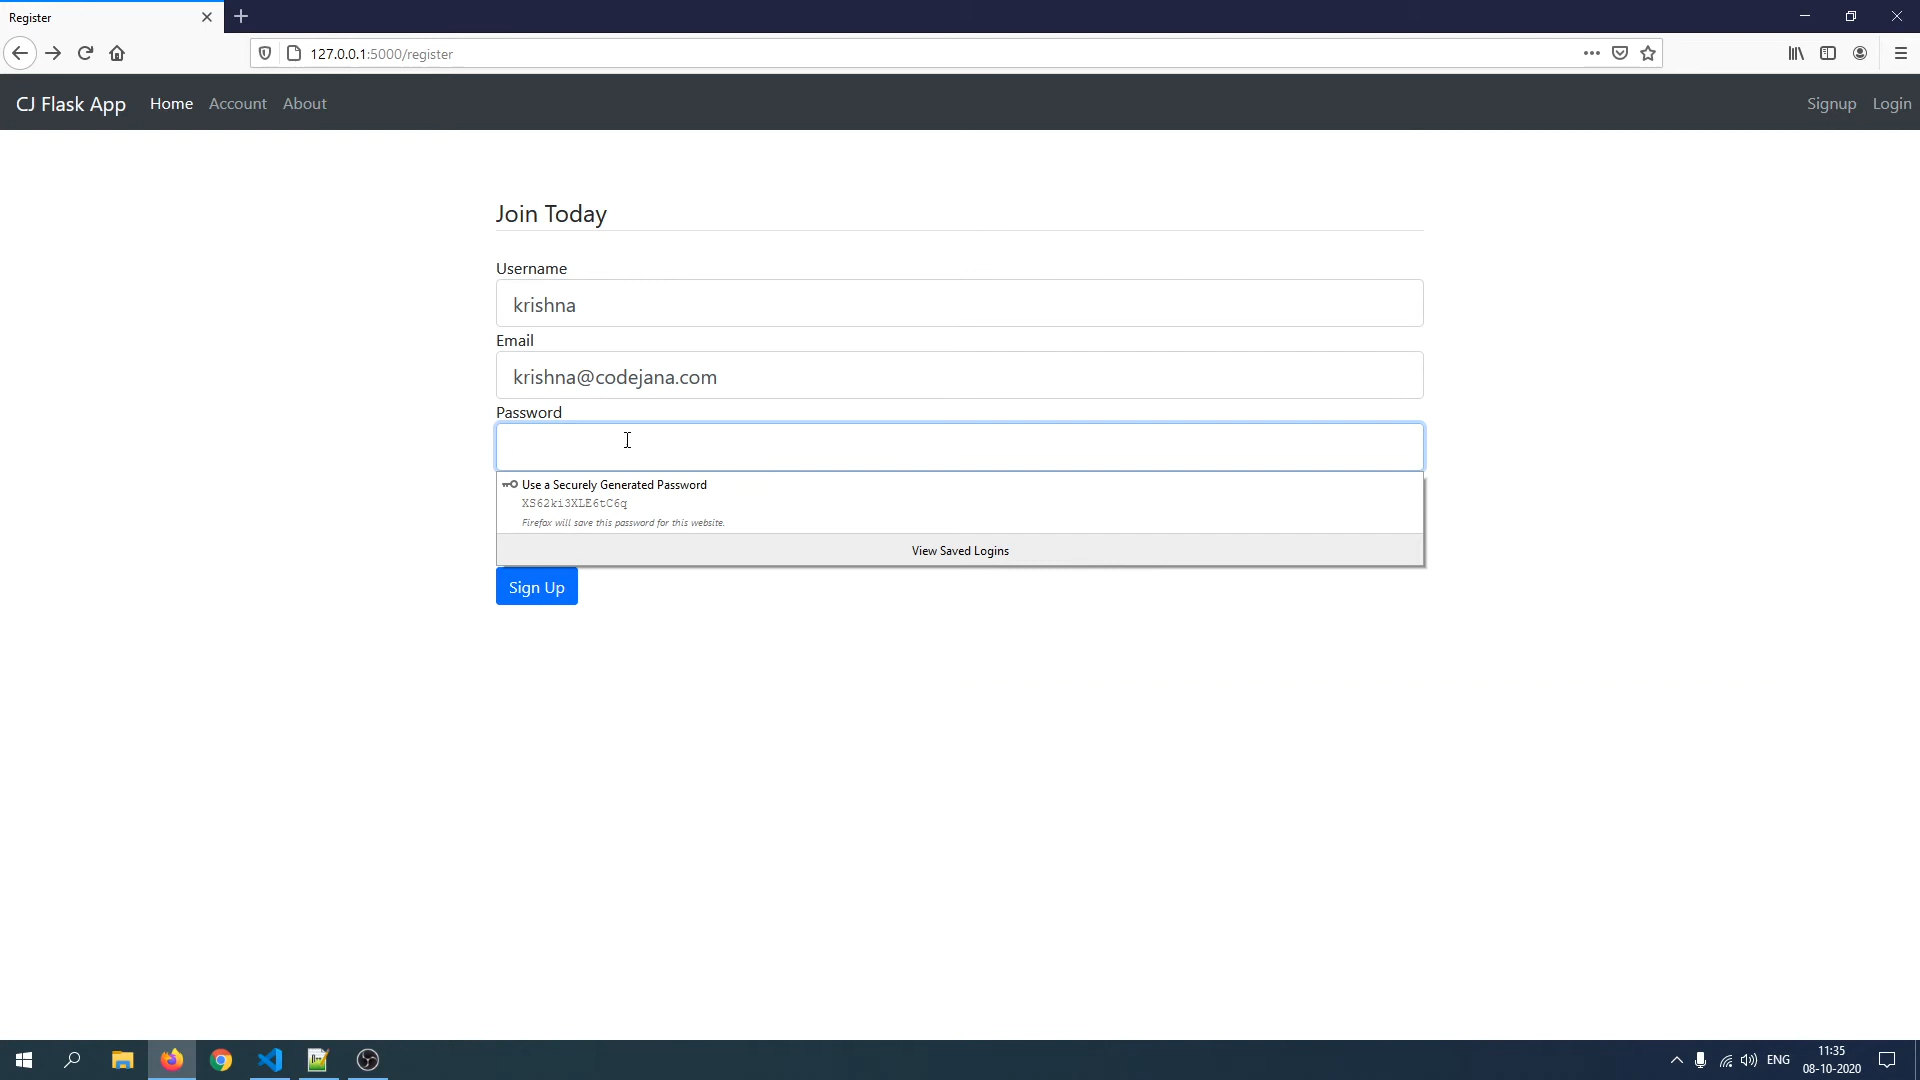 Register
127.0.0.1:5000/register
CJ Flask App Home Account About Signup Login
Join Today
Username
krishna
Email
krishna@codejana.com
Password
Use a Securely Generated Password
XS62ki3XLE6tC6q
Firefox will save this password for this website.
View Saved Logins
Sign Up
ENG
11:35
08-10-2020